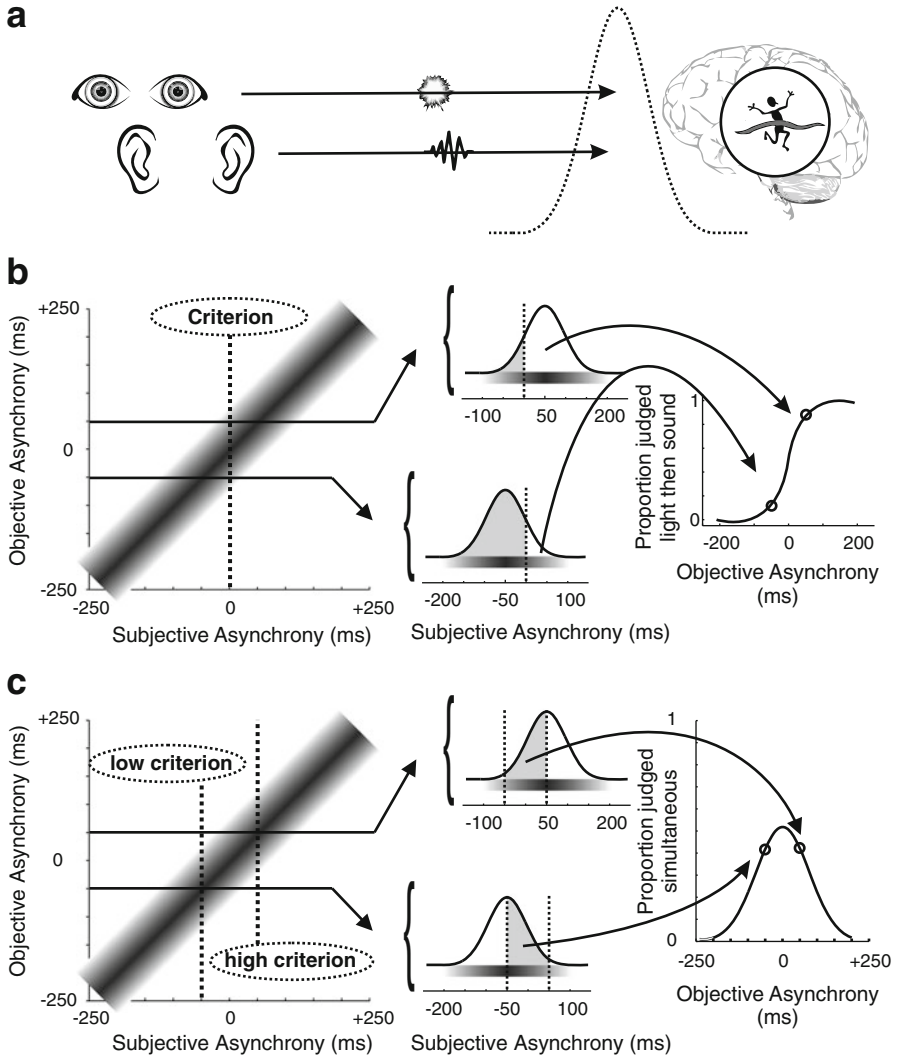 a
b
+250
Criterion
Objective Asynchrony (ms)
0
-250
-250 0 +250
Subjective Asynchrony (ms)
-100 50 200
-200 -50 100
Subjective Asynchrony (ms)
Proportion judged
light then sound
1
0
-200 0 200
Objective Asynchrony
(ms)
c
+250
low criterion
Objective Asynchrony (ms)
0
high criterion
-250
-250 0 +250
Subjective Asynchrony (ms)
-100 50 200
-200 -50 100
Subjective Asynchrony (ms)
Proportion judged
simultaneous
1
0
-250 0 +250
Objective Asynchrony
(ms)